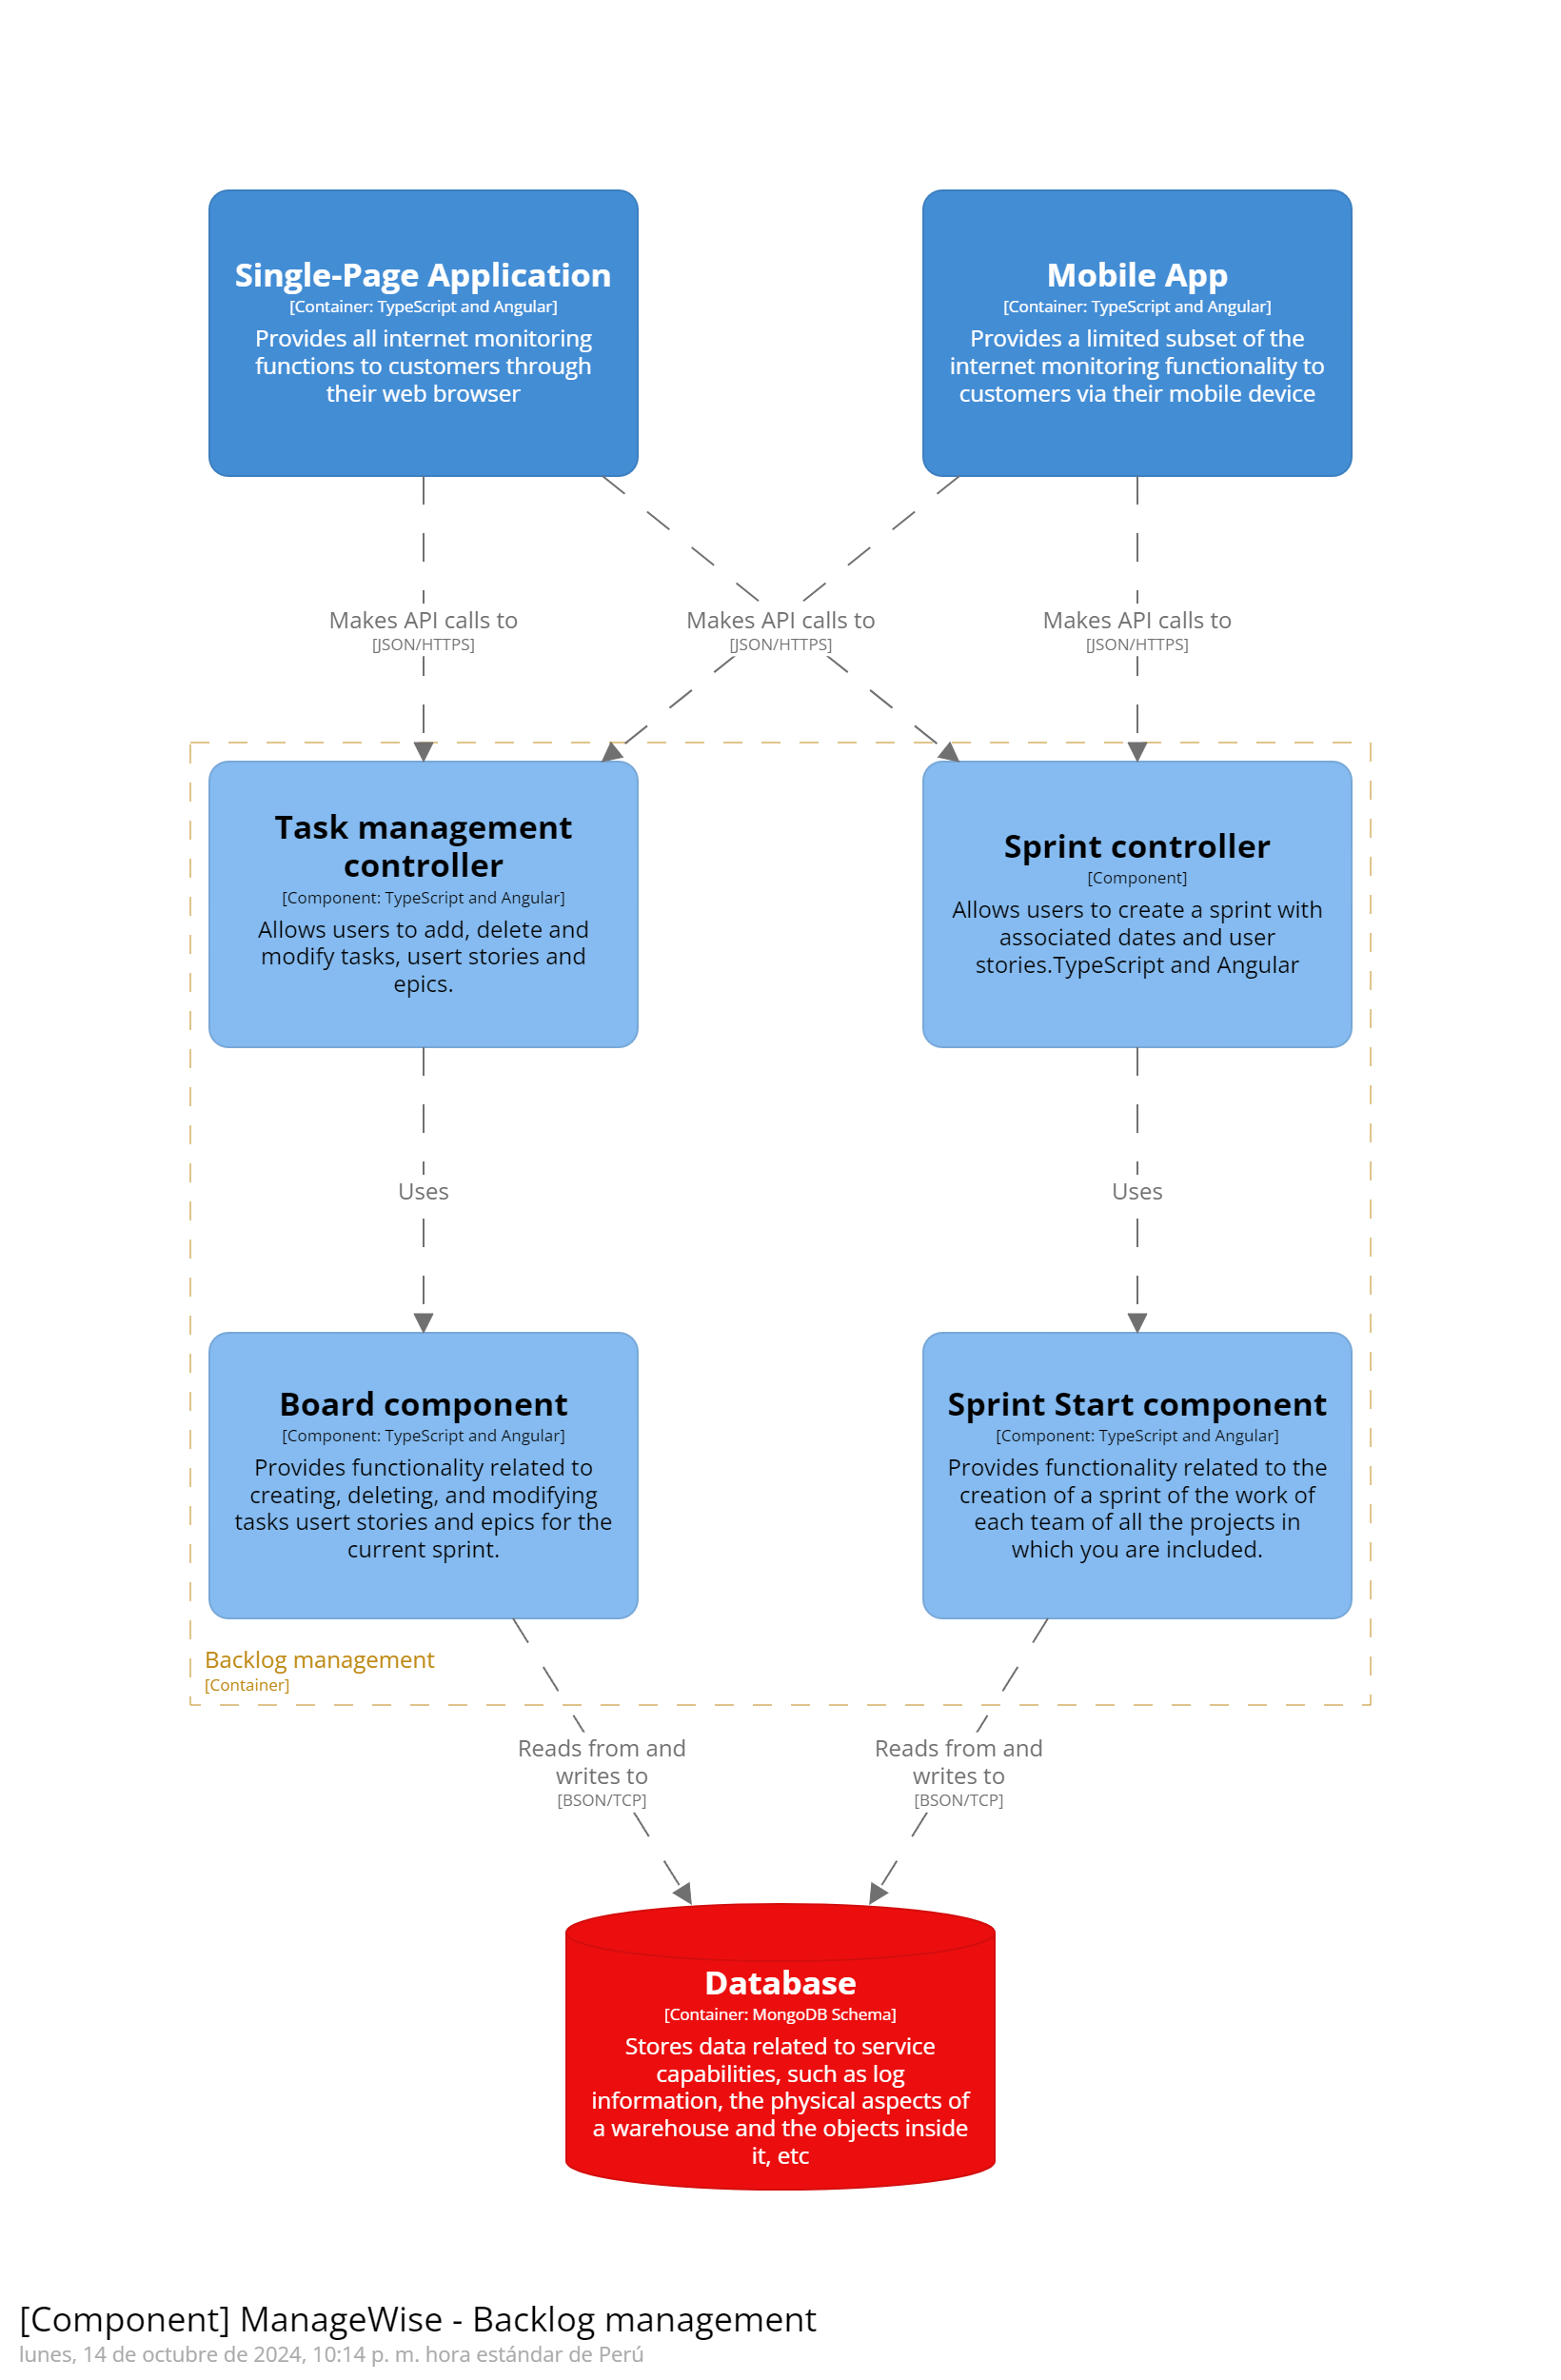 Single-Page Application
[Container: TypeScript and Angular]
Provides all internet monitoring
functions to customers through
their web browser
Mobile App
[Container: TypeScript and Angular]
Provides a limited subset of the
internet monitoring functionality to
customers via their mobile device
Makes API calls to
[JSON/HTTPS]
Makes API calls to
[JSON/HTTPS]
Makes API calls to
[JSON/HTTPS]
Task management
controller
[Component: TypeScript and Angular]
Allows users to add, delete and
modify tasks, usert stories and
epics.
Sprint controller
[Component]
Allows users to create a sprint with
associated dates and user
stories.TypeScript and Angular
Uses
Uses
Board component
[Component: TypeScript and Angular]
Provides functionality related to
creating, deleting, and modifying
tasks usert stories and epics for the
current sprint.
Sprint Start component
[Component: TypeScript and Angular]
Provides functionality related to the
creation of a sprint of the work of
each team of all the projects in
which you are included.
Backlog management
[Container]
Reads from and
writes to
[BSON/TCP]
Reads from and
writes to
[BSON/TCP]
Database
[Container: MongoDB Schema]
Stores data related to service
capabilities, such as log
information, the physical aspects of
a warehouse and the objects inside
it, etc
[Component] ManageWise - Backlog management
lunes, 14 de octubre de 2024, 10:14 p. m. hora estándar de Perú